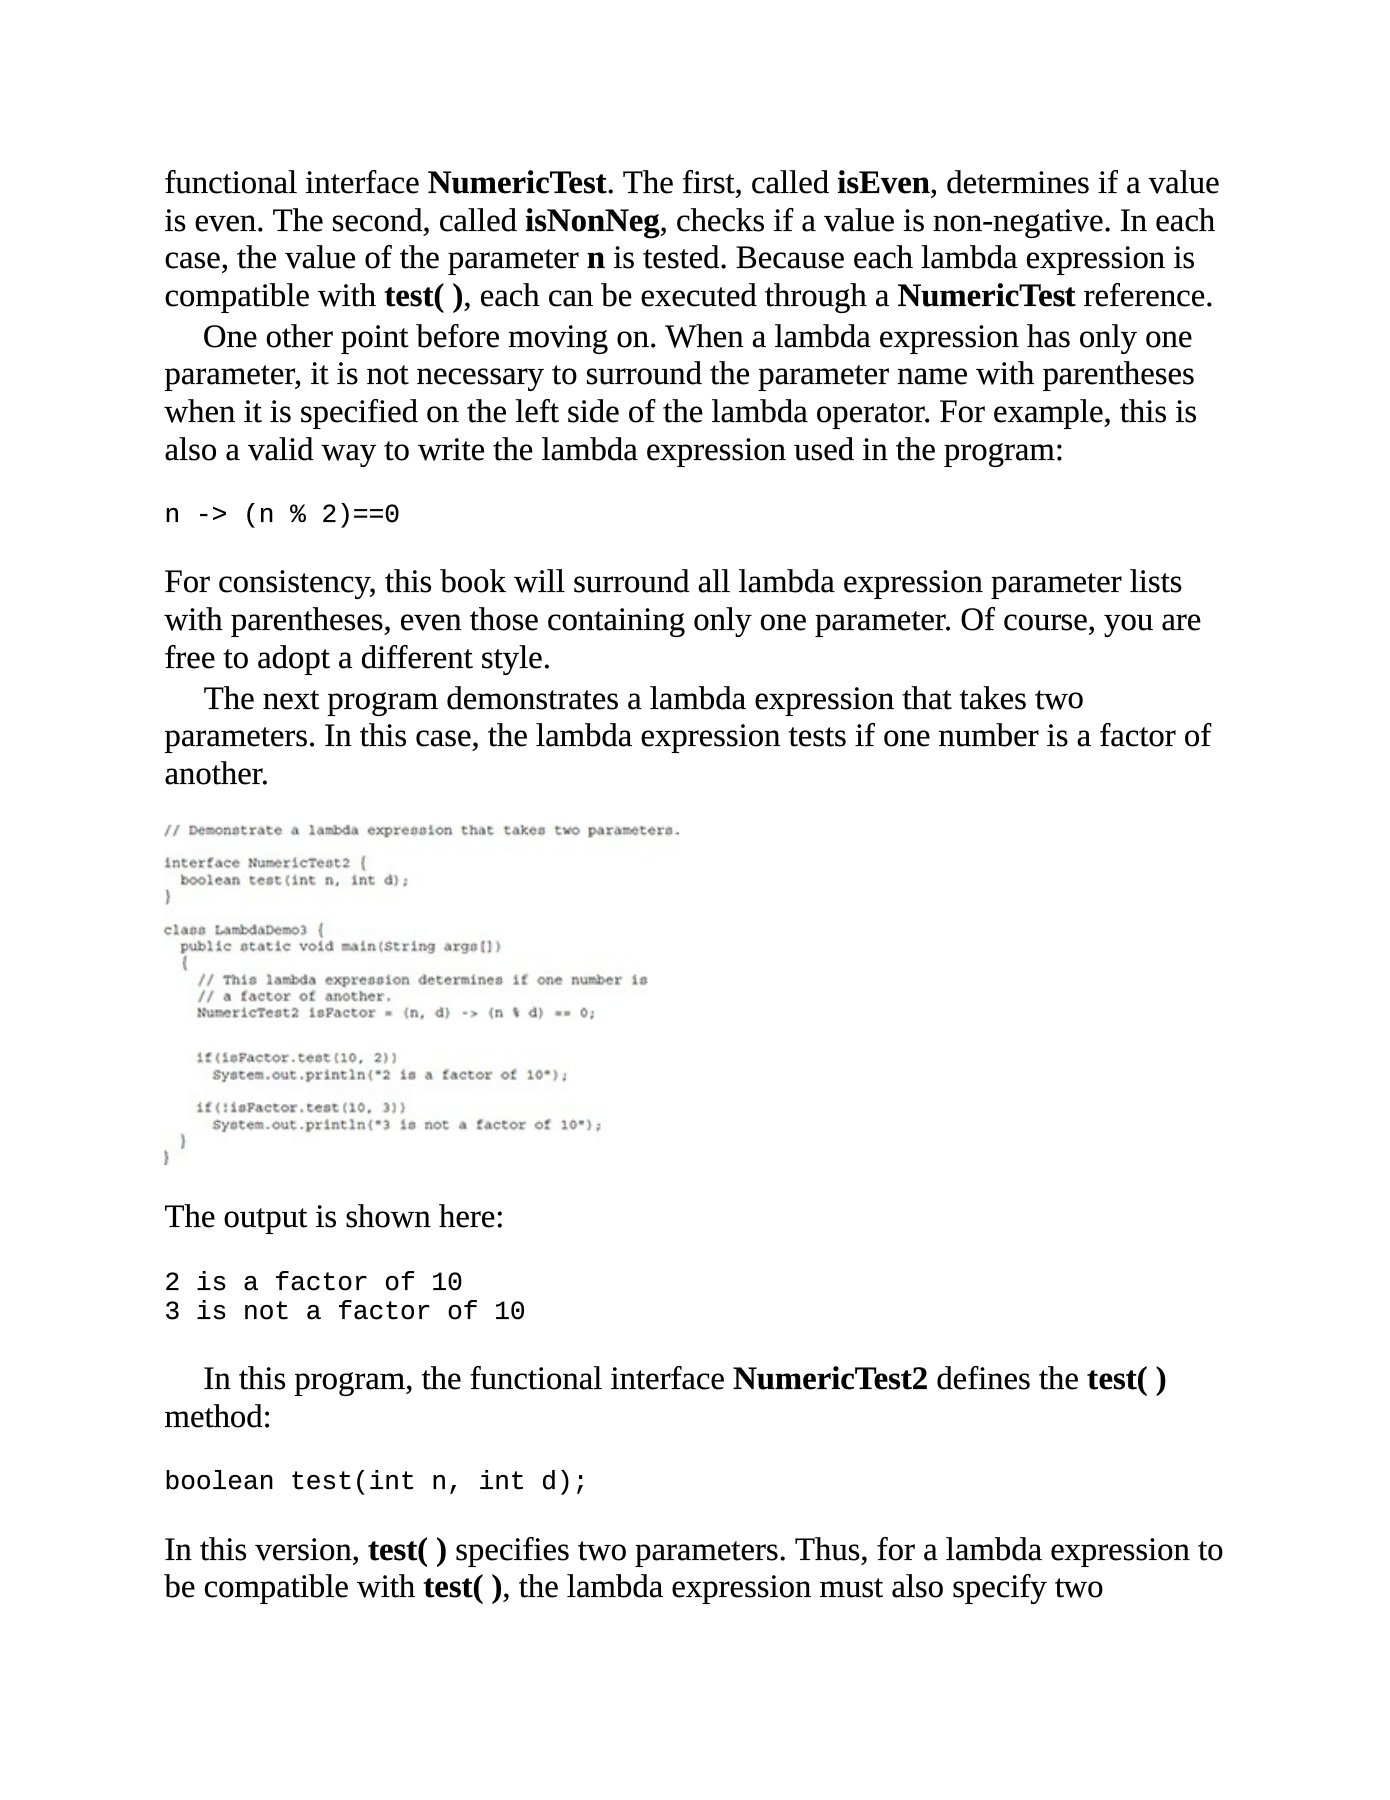 functional interface NumericTest. The first, called isEven, determines if a value
is even. The second, called isNonNeg, checks if a value is non-negative. In each
case, the value of the parameter n is tested. Because each lambda expression is
compatible with test( ), each can be executed through a NumericTest reference.
One other point before moving on. When a lambda expression has only one
parameter, it is not necessary to surround the parameter name with parentheses
when it is specified on the left side of the lambda operator. For example, this is
also a valid way to write the lambda expression used in the program:
n -> (n % 2)==0
For consistency, this book will surround all lambda expression parameter lists
with parentheses, even those containing only one parameter. Of course, you are
free to adopt a different style.
The next program demonstrates a lambda expression that takes two
parameters. In this case, the lambda expression tests if one number is a factor of
another.
// Demonstrate a lambda expression that takes two parameters.
interface NumericTest2 {
boolean test(int n, int d);
}
class LambdaDemo3 {
public static void main(String args[])
{
// This lambda expression determines if one number is
// a factor of another.
NumericTest2 isFactor = (n, d) -> (n % d) == 0;
if(isFactor.test(10, 2))
System.out.println("2 is a factor of 10");
if(!isFactor.test(10, 3))
System.out.println("3 is not a factor of 10");
}
}
The output is shown here:
2 is a factor of 10
3 is not a factor of 10
In this program, the functional interface NumericTest2 defines the test( )
method:
boolean test(int n, int d);
In this version, test( ) specifies two parameters. Thus, for a lambda expression to
be compatible with test( ), the lambda expression must also specify two